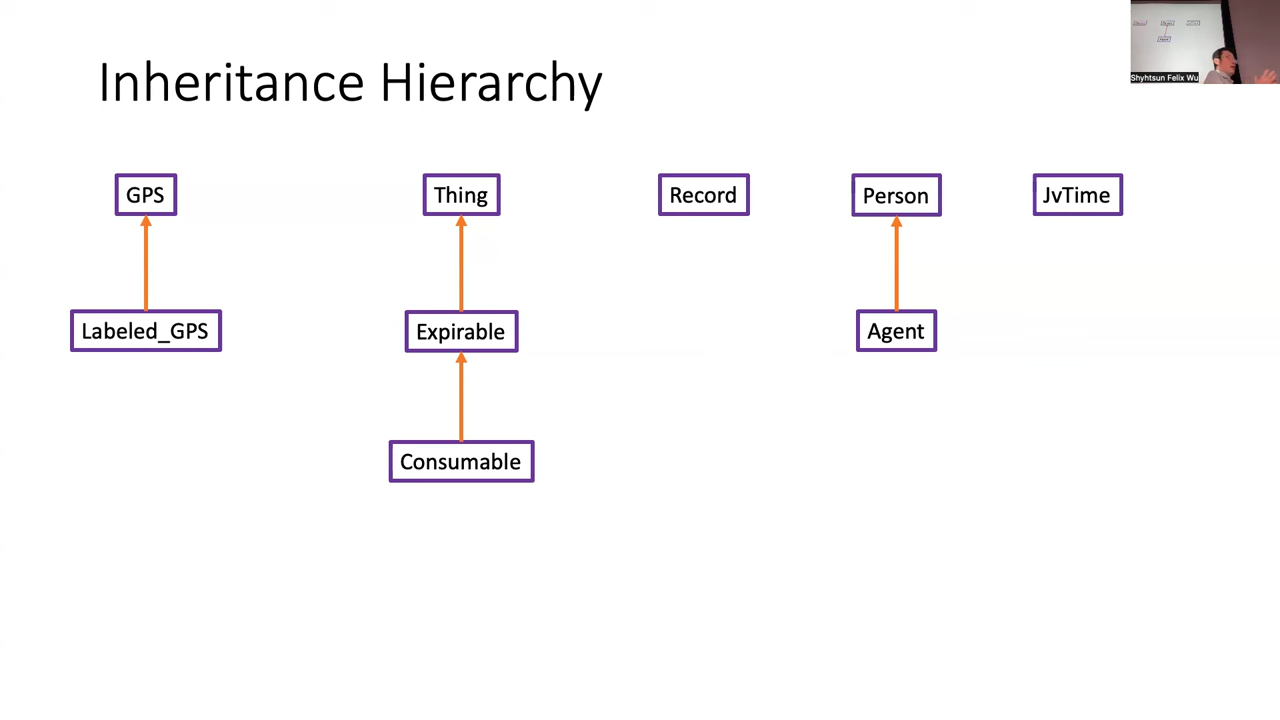 Inheritance Hierarchy
Shyhtsun Felix Wu
GPS
Thing
Record
Person
JvTime
Labeled_GPS
Expirable
Agent
Consumable